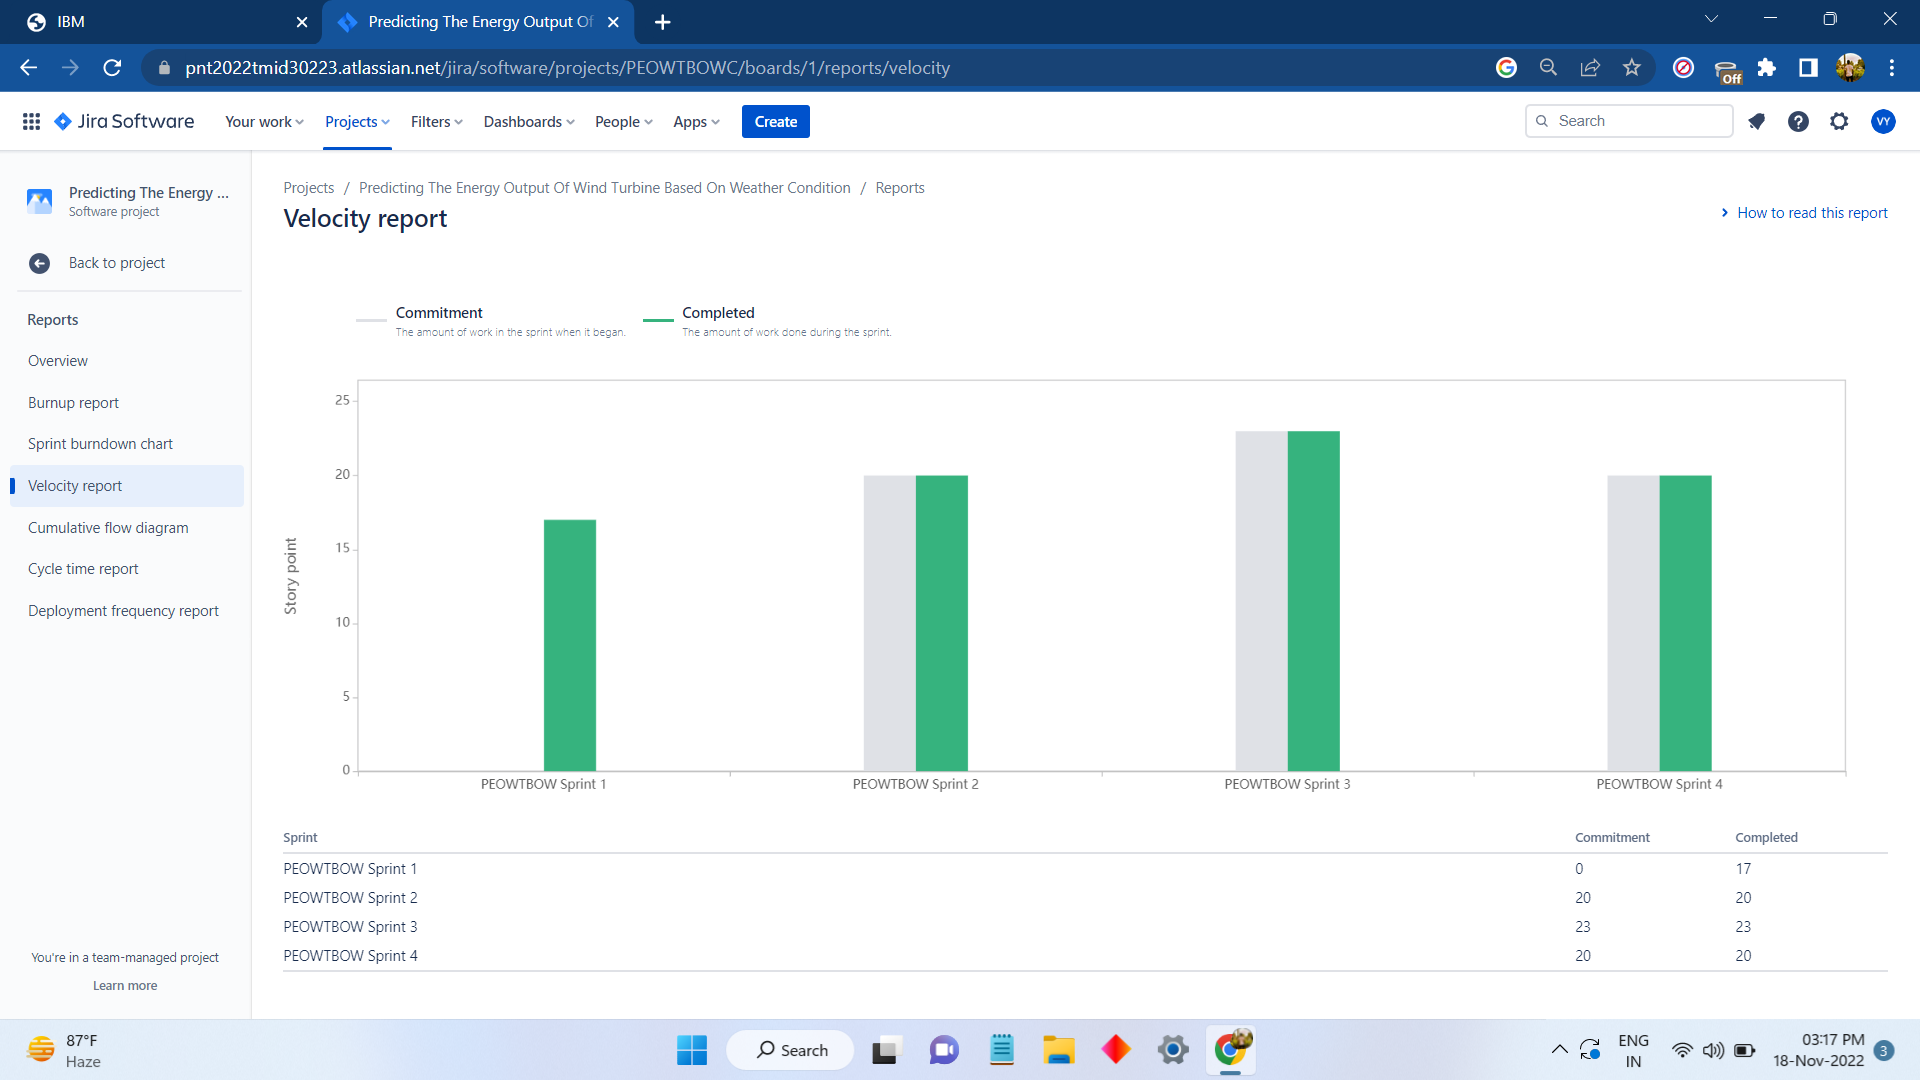 IBM
Predicting The Energy Output Of
pnt2022tmid30223.atlassian.net/jira/software/projects/PEOWTBOWC/boards/1/reports/velocity
Off
Jira Software
Your work
Projects
Filters
Dashboards
People
Apps
Create
Search
VY
Predicting The Energy ...
Software project
Back to project
Reports
Overview
Burnup report
Sprint burndown chart
Velocity report
Cumulative flow diagram
Cycle time report
Deployment frequency report
You're in a team-managed project
Learn more
Projects / Predicting The Energy Output Of Wind Turbine Based On Weather Condition / Reports
Velocity report
How to read this report
Commitment
The amount of work in the sprint when it began.
Completed
The amount of work done during the sprint.
Story point
25
20
15
10
5
0
PEOWTBOW Sprint 1
PEOWTBOW Sprint 2
PEOWTBOW Sprint 3
PEOWTBOW Sprint 4
Sprint Commitment Completed
PEOWTBOW Sprint 1 0 17
PEOWTBOW Sprint 2 20 20
PEOWTBOW Sprint 3 23 23
PEOWTBOW Sprint 4 20 20
87°F
Haze
Search
ENG
IN
03:17 PM
18-Nov-2022
3